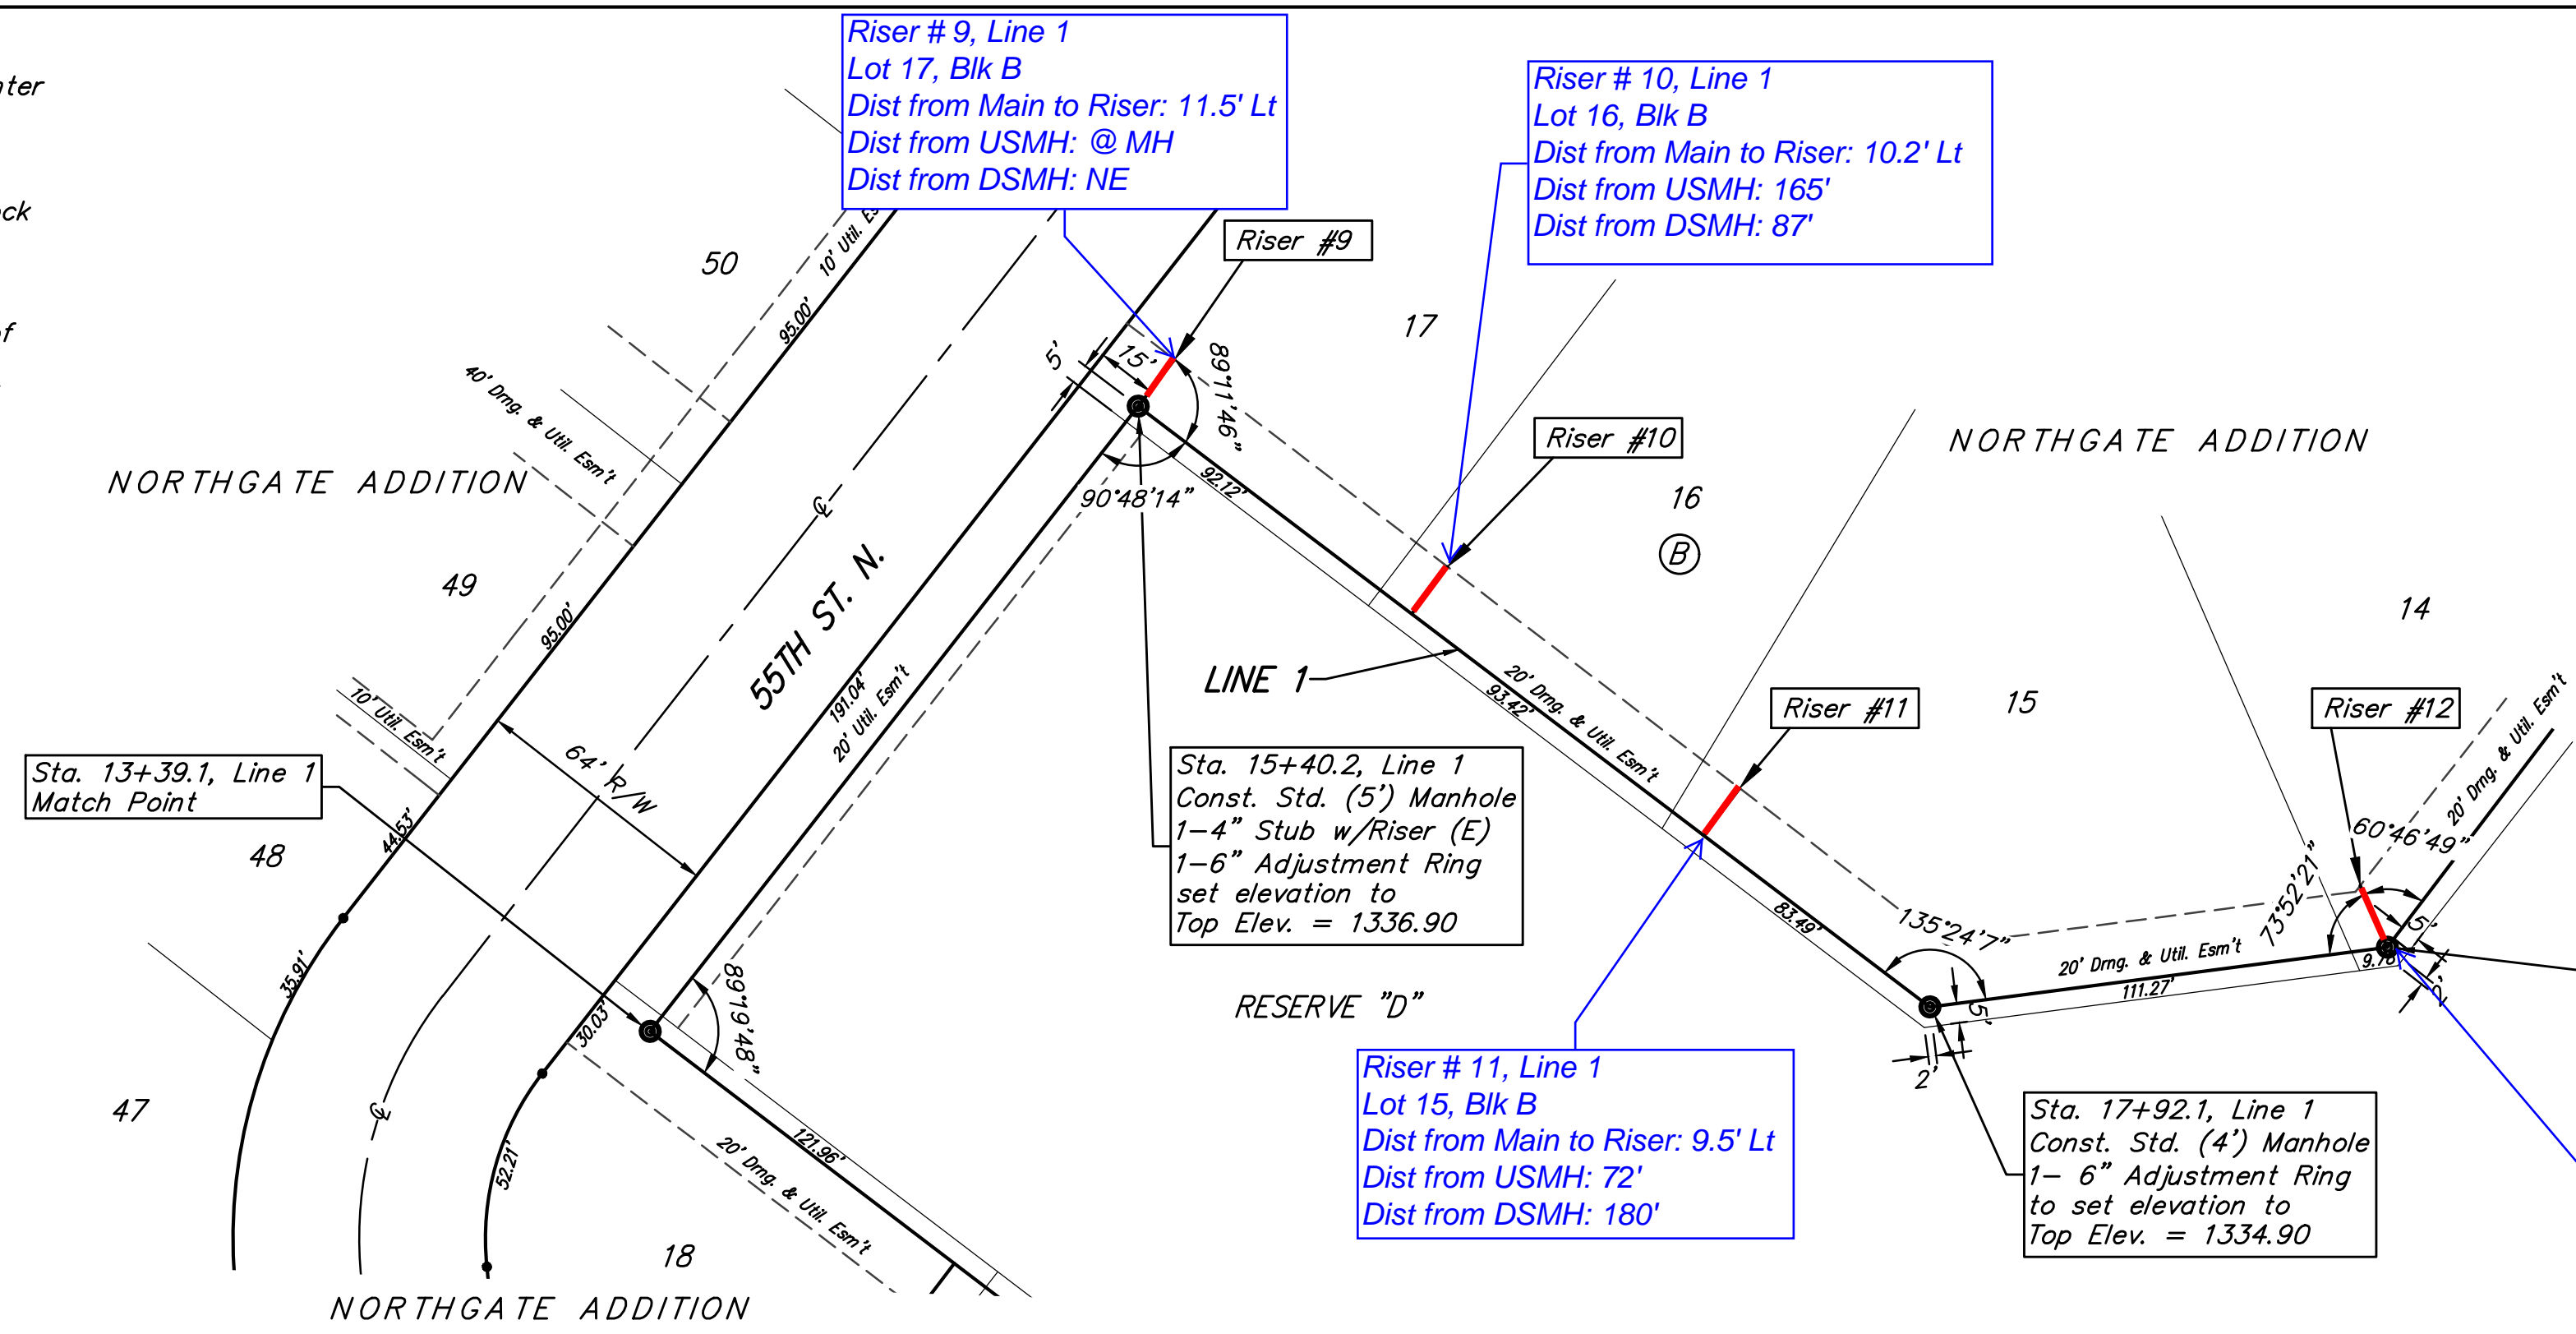 Riser # 9, Line 1
Lot 17, Blk B
Dist from Main to Riser: 11.5' Lt
Dist from USMH: @ MH
Dist from DSMH: NE
Riser # 10, Line 1
Lot 16, Blk B
Dist from Main to Riser: 10.2' Lt
Dist from USMH: 165'
Dist from DSMH: 87'
Riser #9
50
10' Util.
95.00'
17
5'
15'
89°11'46"
40' Drng. & Util. Esm't
Riser #10
NORTHGATE ADDITION
NORTHGATE ADDITION
90°48'14"
92.12'
16
B
℄
49
95.00'
55TH ST. N.
14
LINE 1
20' Drng. & Util. Esm't
93.42'
191.04'
20' Util. Esm't
10' Util. Esm't
15
Riser #11
Riser #12
20' Drng. & Util. Esm't
64' R/W
Sta. 13+39.1, Line 1
Match Point
Sta. 15+40.2, Line 1
Const. Std. (5') Manhole
1-4" Stub w/Riser (E)
1-6" Adjustment Ring
set elevation to
Top Elev. = 1336.90
44.53'
48
60°46'49"
73°52'21"
83.49'
135°24'7"
5'
20' Drng. & Util. Esm't
9.78'
111.27'
2'
35.91'
30.03'
89°19'48"
RESERVE "D"
5'
2'
Riser # 11, Line 1
Lot 15, Blk B
Dist from Main to Riser: 9.5' Lt
Dist from USMH: 72'
Dist from DSMH: 180'
Sta. 17+92.1, Line 1
Const. Std. (4') Manhole
1- 6" Adjustment Ring
to set elevation to
Top Elev. = 1334.90
47
℄
52.21'
121.96'
20' Drng. & Util. Esm't
18
NORTHGATE ADDITION